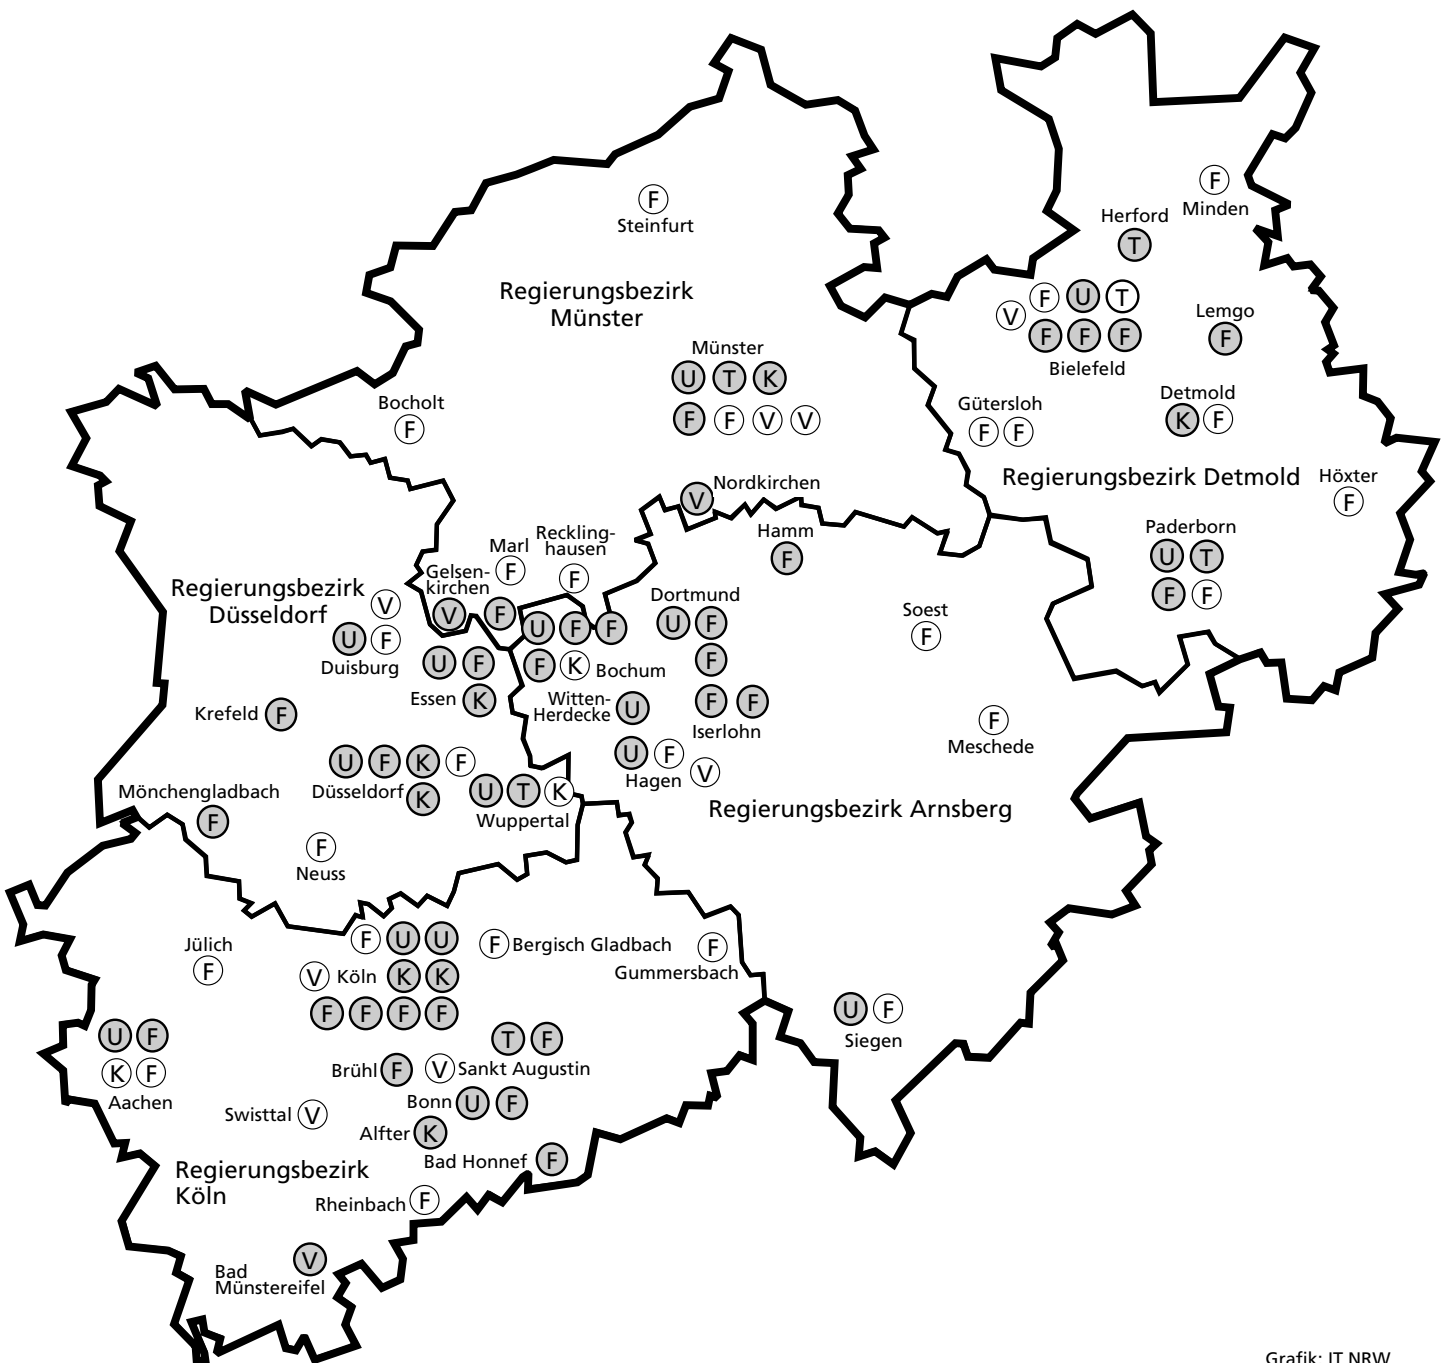 F
Steinfurt
F
Minden
Herford
T
Regierungsbezirk
Münster
F U T
V
F F F
Bielefeld
Lemgo
F
Münster
U T K
F F V V
Bocholt
F
Gütersloh
F F
Detmold
K F
Regierungsbezirk Detmold
Höxter
F
V
Nordkirchen
Hamm
F
Paderborn
U T
F F
Marl
F
Reckling-
hausen
F
Gelsen-
kirchen
V F
Regierungsbezirk
Düsseldorf
V
U F
Duisburg
U F F
F K Bochum
Dortmund
U F
F
Soest
F
U F
Essen K
Witten-
Herdecke U
F F
Iserlohn
Krefeld F
F
Meschede
U F
Hagen V
U F K F
Düsseldorf K
U T K
Wuppertal
Regierungsbezirk Arnsberg
Mönchengladbach
F
F
Neuss
Jülich
F
F U U
V Köln K K
F F F F
F Bergisch Gladbach
F
Gummersbach
U F
Siegen
U F
K F
Aachen
T F
V Sankt Augustin
Brühl F
Bonn U F
Swisttal V
Alfter K
Bad Honnef F
Regierungsbezirk
Köln
Rheinbach F
V
Bad
Münstereifel
Grafik: IT.NRW